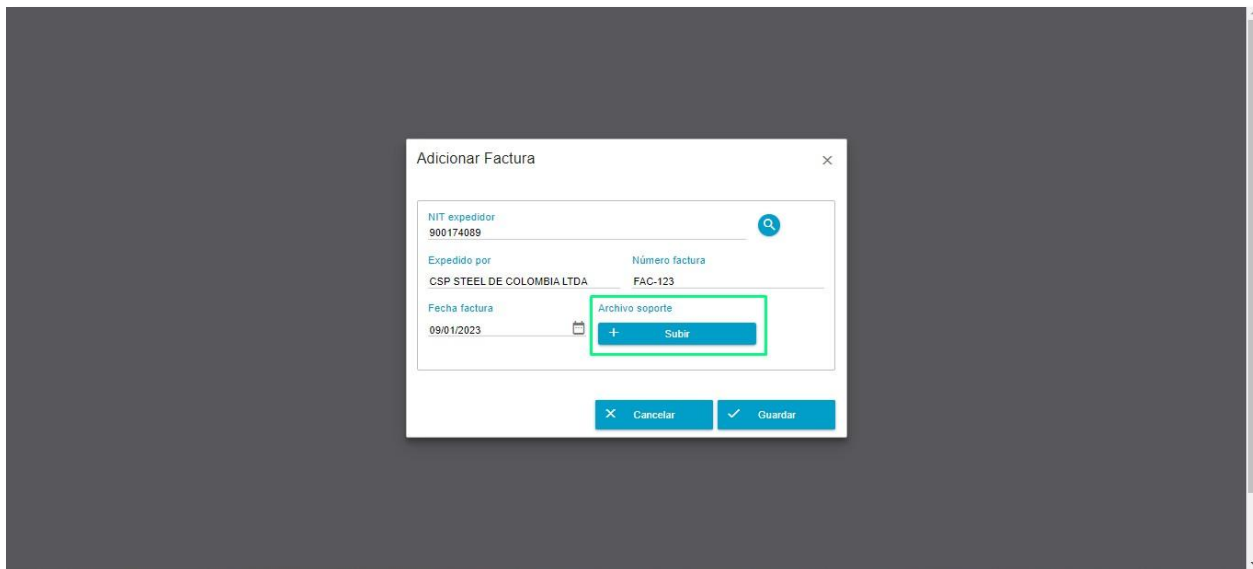 Adicionar Factura
NIT expedidor
900174089
Expedido por Número factura
CSP STEEL DE COLOMBIA LTDA FAC-123
Fecha factura Archivo soporte
09/01/2023 Subir
Cancelar Guardar